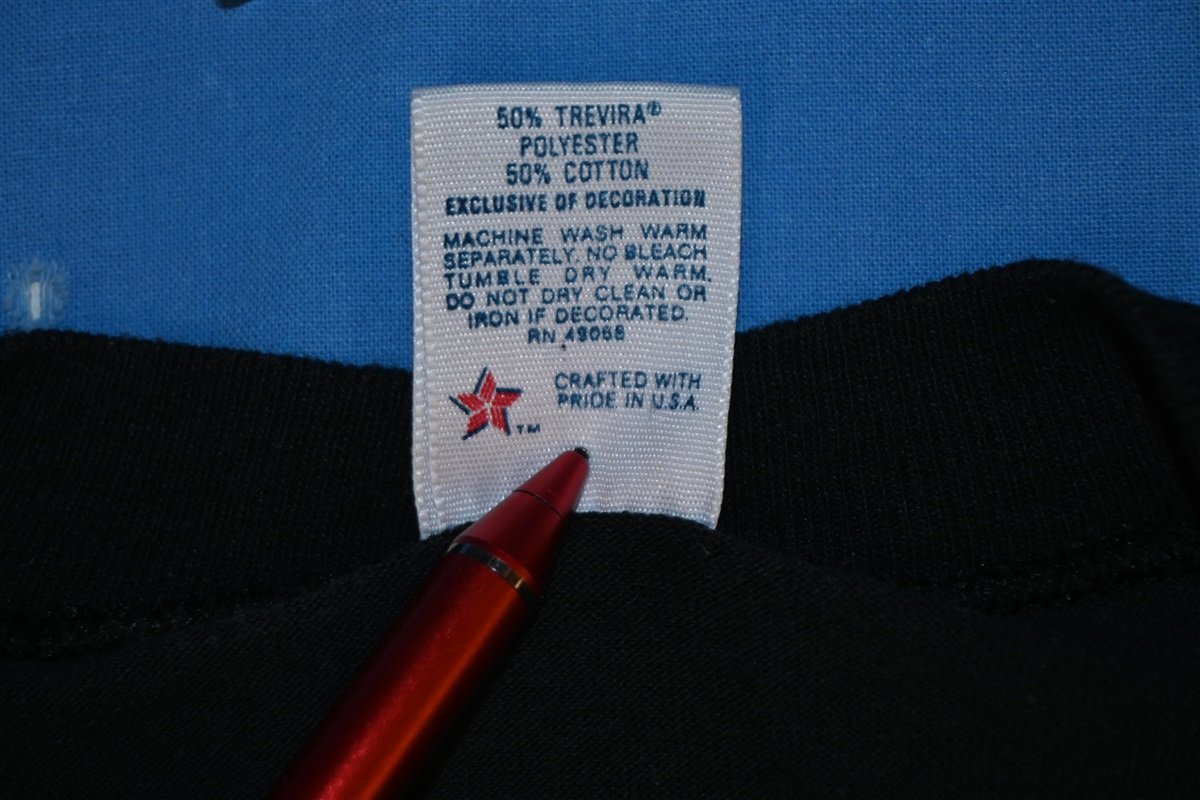 50% TREVIRA®
POLYESTER
50% COTTON
EXCLUSIVE OF DECORATION
MACHINE WASH WARM
SEPARATELY. NO BLEACH
TUMBLE DRY WARM.
DO NOT DRY CLEAN OR
IRON IF DECORATED.
RN 49068
CRAFTED WITH
PRIDE IN U.S.A.
TM